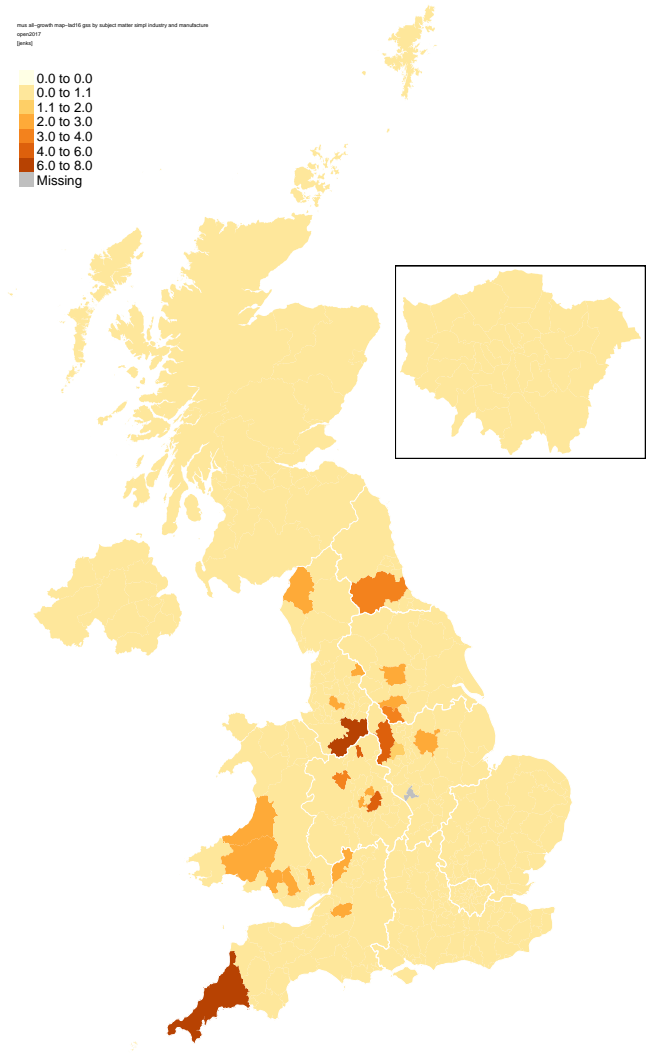 mus all−growth map−lad16 gss by subject matter simpl industry and manufacture
open2017
[jenks]
0.0 to 0.0
0.0 to 1.1
1.1 to 2.0
2.0 to 3.0
3.0 to 4.0
4.0 to 6.0
6.0 to 8.0
Missing